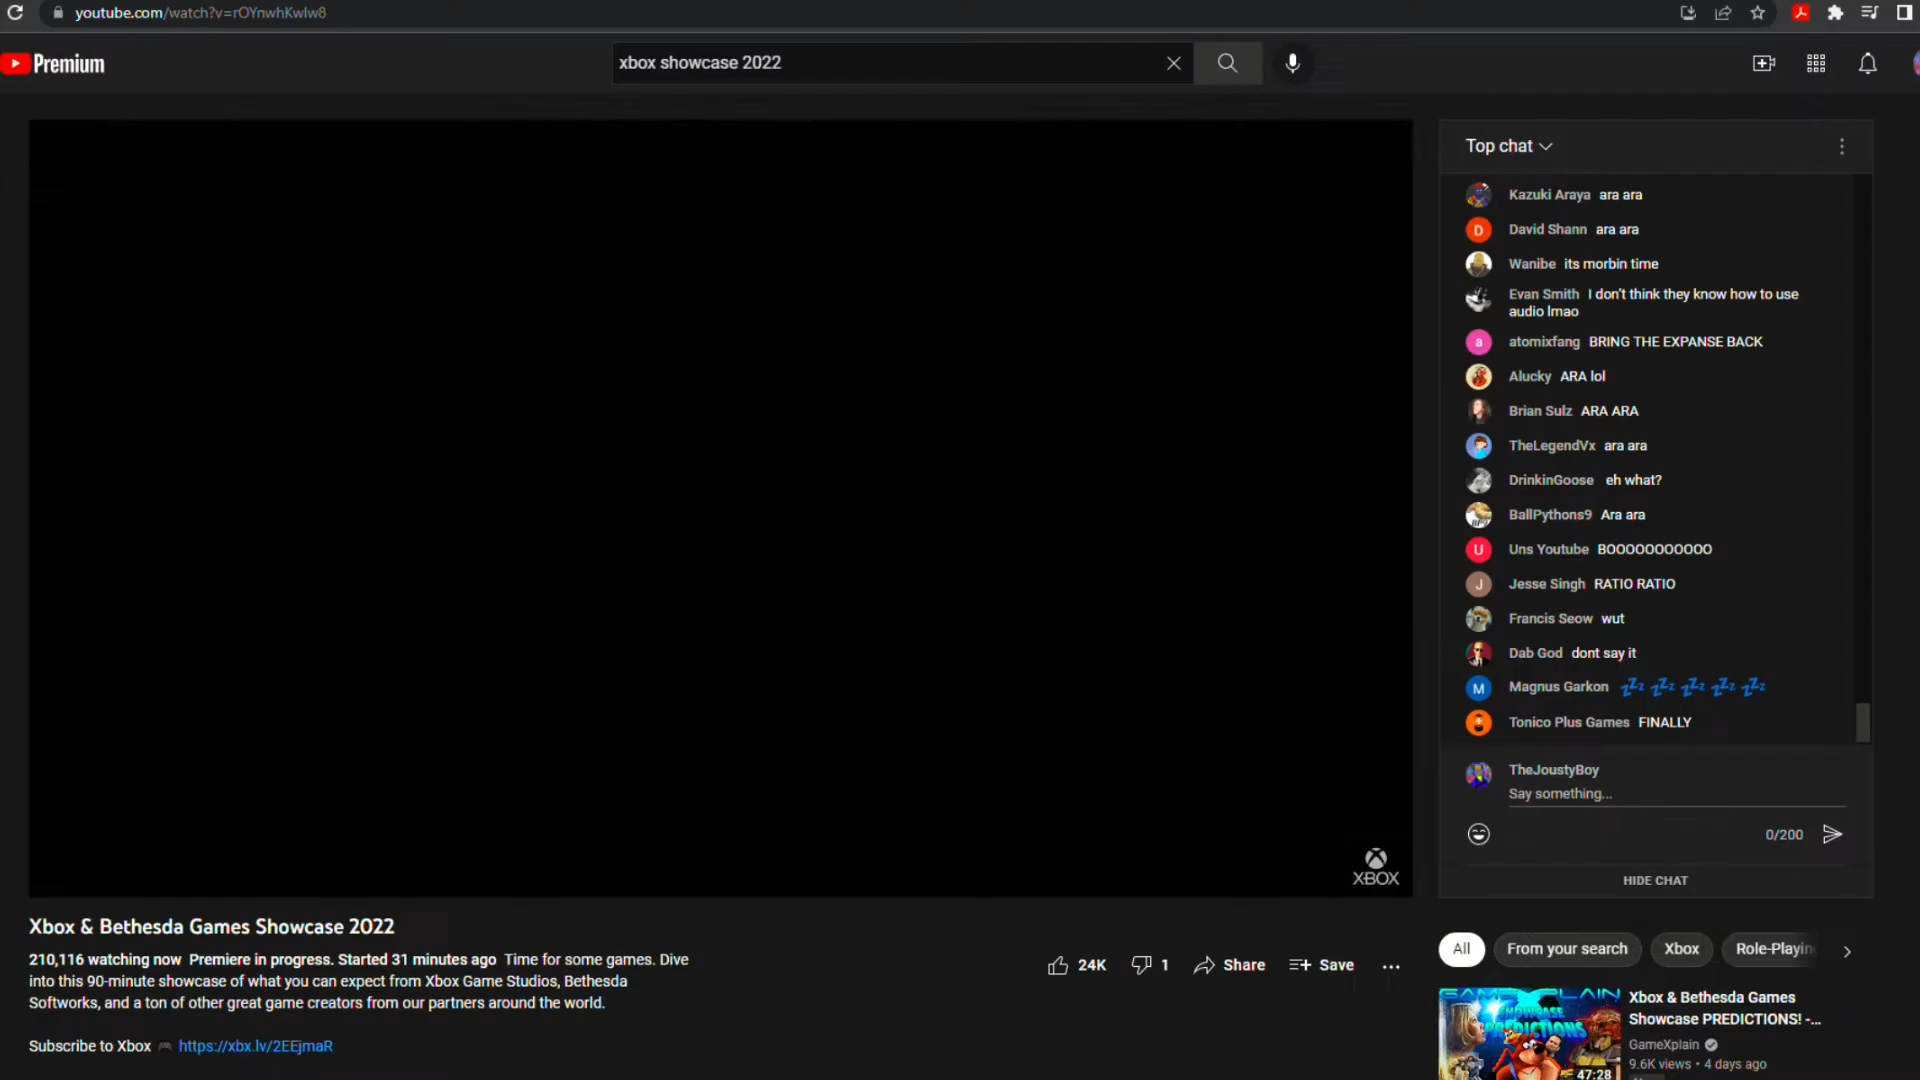 youtube.com/watch?v=rOYnwhKwIw8
Premium
xbox showcase 2022
Top chat
Kazuki Araya ara ara
David Shann ara ara
Wanibe its morbin time
Evan Smith I don't think they know how to use
audio lmao
atomixfang BRING THE EXPANSE BACK
Alucky ARA lol
Brian Sulz ARA ARA
TheLegendVx ara ara
DrinkinGoose eh what?
BallPythons9 Ara ara
Uns Youtube BOOOOOOOOOOO
Jesse Singh RATIO RATIO
Francis Seow wut
Dab God dont say it
Magnus Garkon
Tonico Plus Games FINALLY
TheJoustyBoy
Say something...
0/200
HIDE CHAT
XBOX
Xbox & Bethesda Games Showcase 2022
210,116 watching now Premiere in progress. Started 31 minutes ago Time for some games. Dive
into this 90-minute showcase of what you can expect from Xbox Game Studios, Bethesda
Softworks, and a ton of other great game creators from our partners around the world.
Subscribe to Xbox 🎮 https://xbx.lv/2EEjmaR
24K
1
Share
Save
All
From your search
Xbox
Role-Playin
GAMEXPLAIN
SHOWCASE
PREDICTIONS
47:28
Xbox & Bethesda Games
Showcase PREDICTIONS! -...
GameXplain
9.6K views • 4 days ago